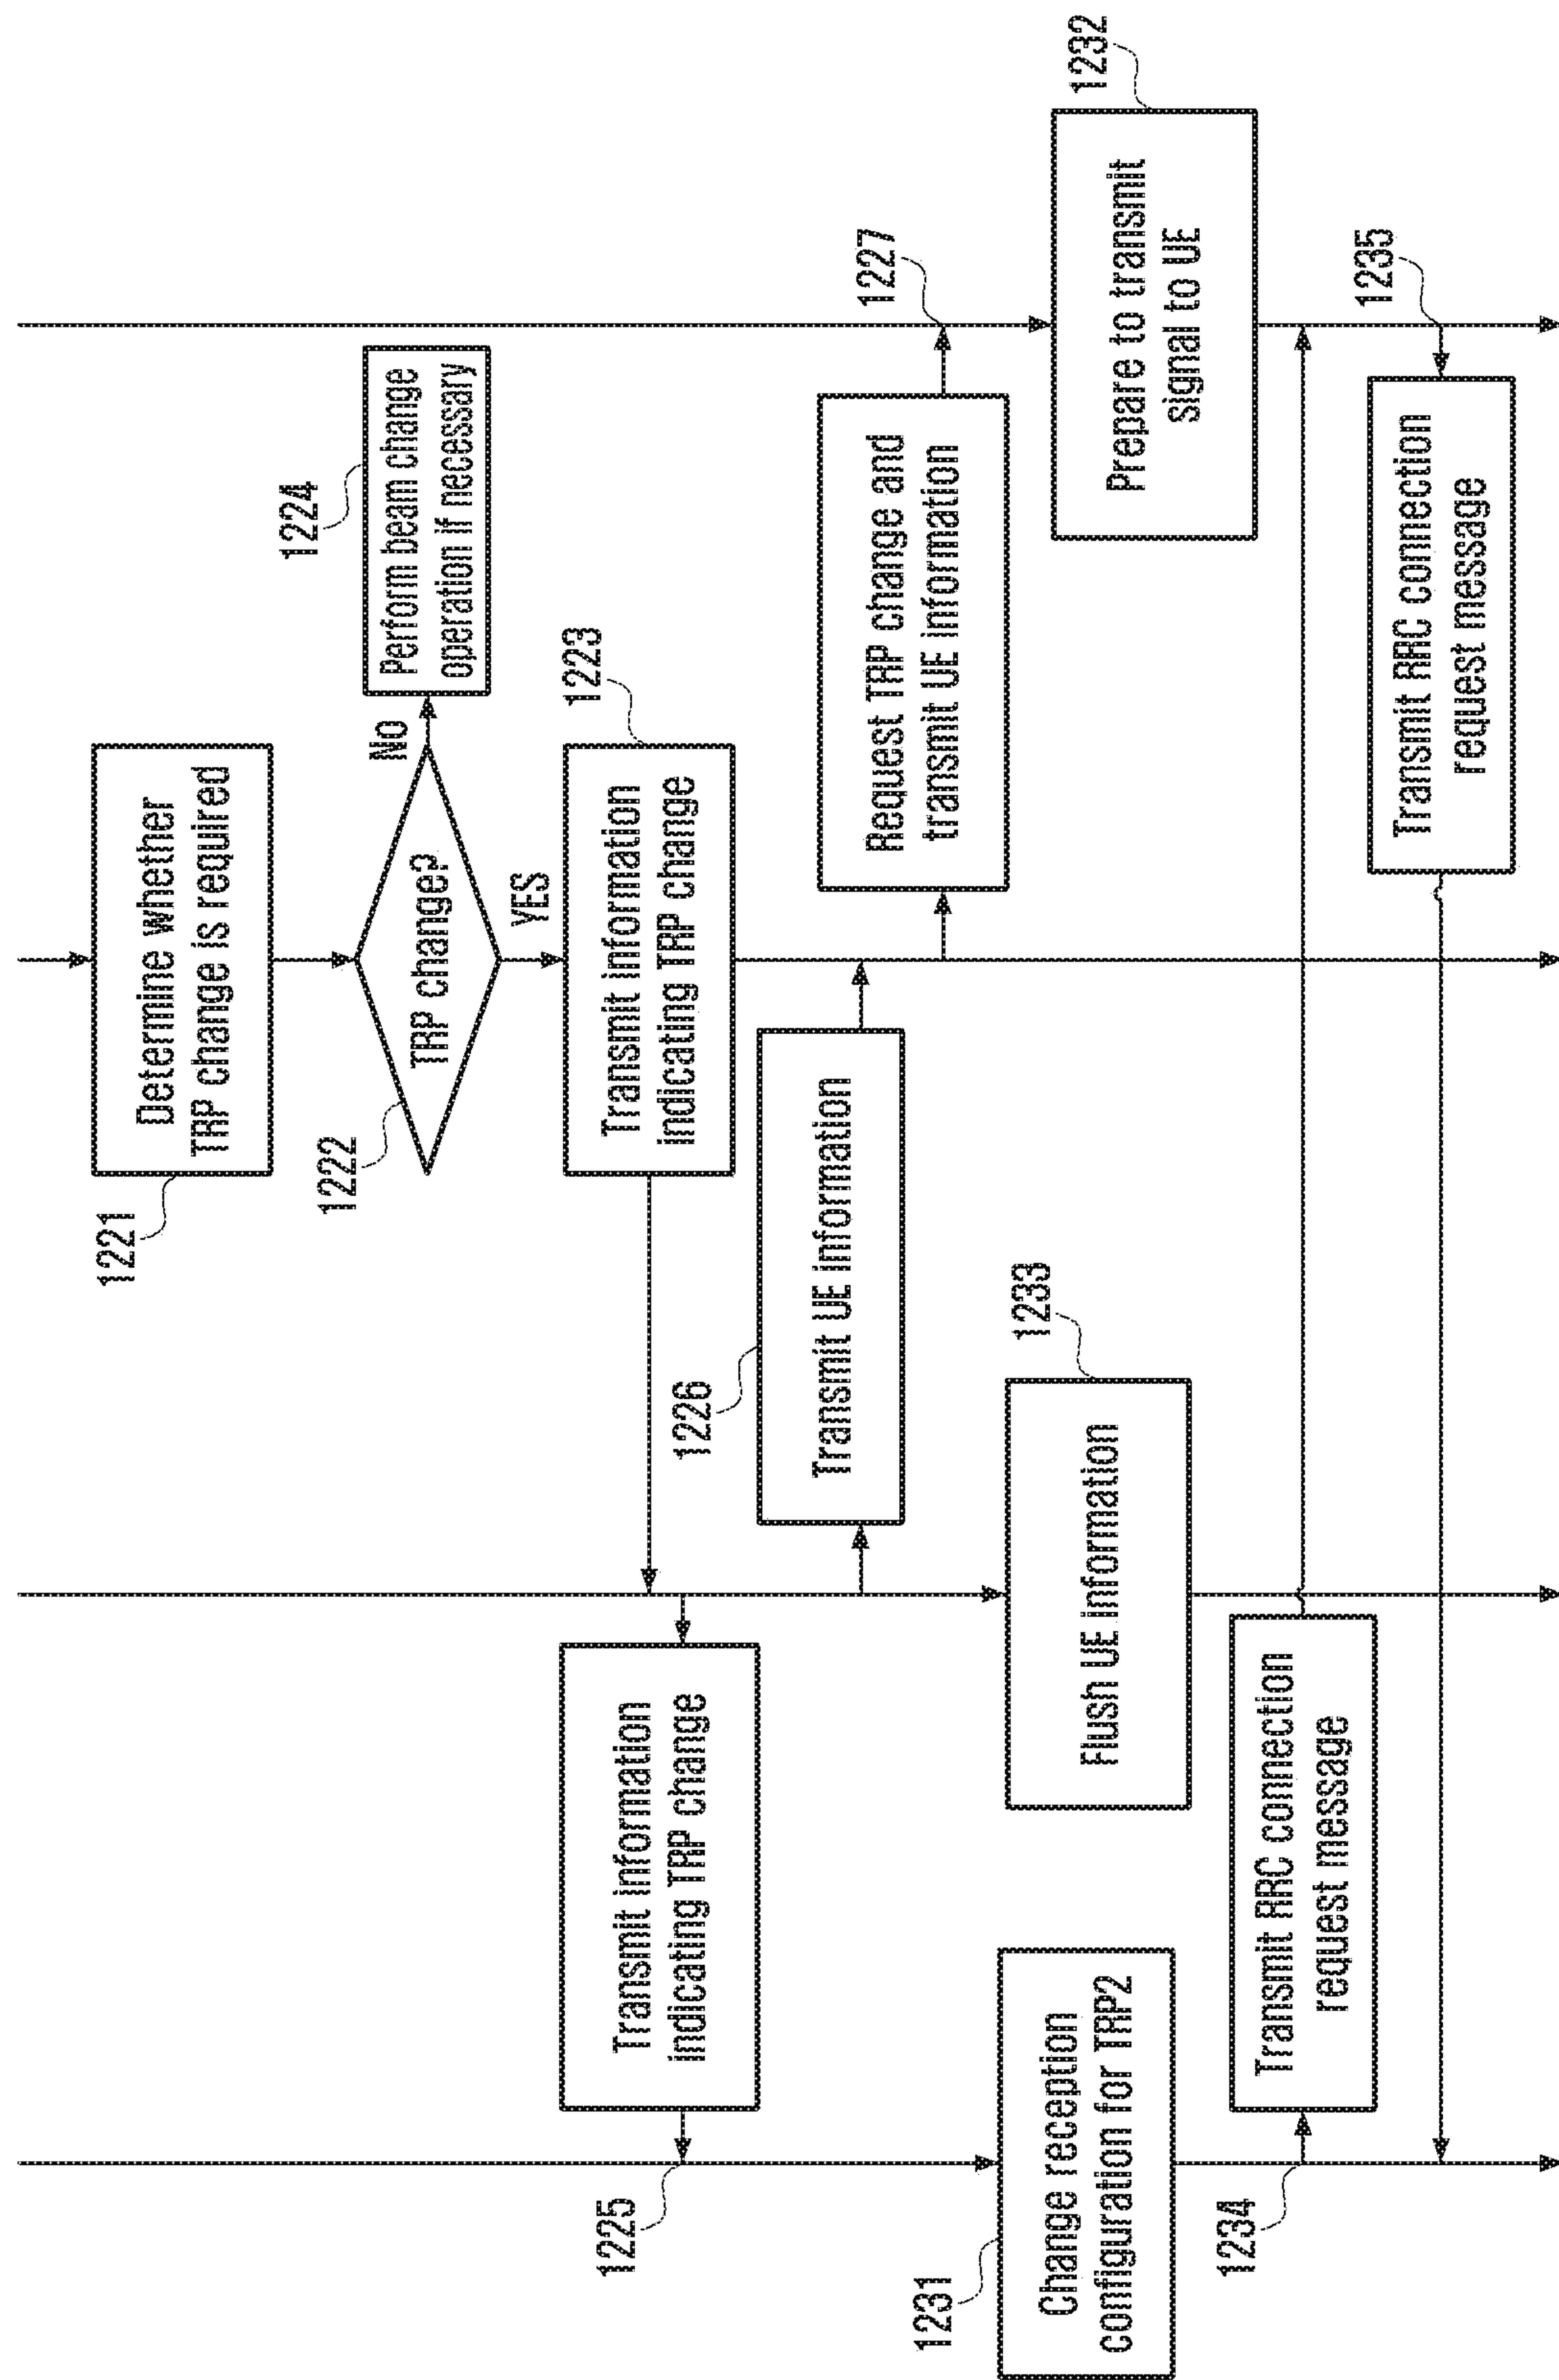 1221
Determine whether
TRP change is required
1222
TRP change?
No
YES
1224
Perform beam change
operation if necessary
1223
Transmit information
indicating TRP change
1225
Transmit information
indicating TRP change
1226
Transmit UE information
1227
Request TRP change and
transmit UE information
1231
Change reception
configuration for TRP2
1233
Flush UE information
1232
Prepare to transmit
signal to UE
1234
Transmit RRC connection
request message
1235
Transmit RRC connection
request message